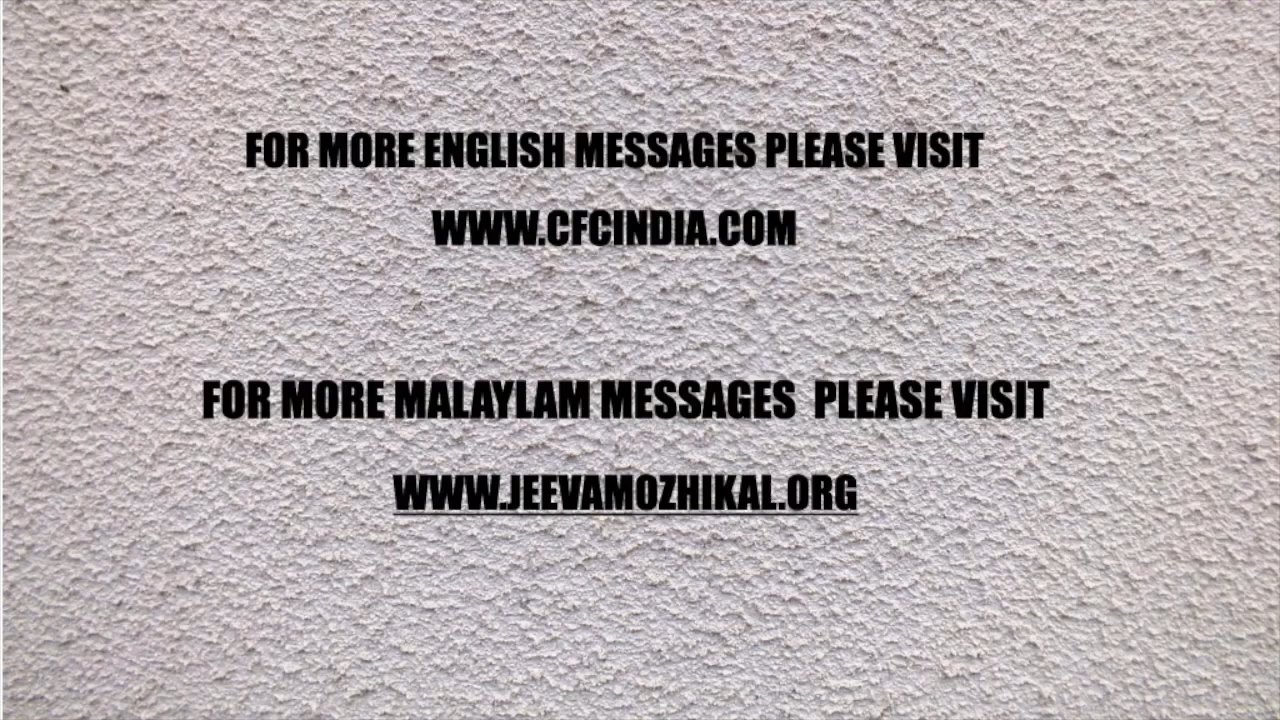 FOR MORE ENGLISH MESSAGES PLEASE VISIT
WWW.CFCINDIA.COM
FOR MORE MALAYLAM MESSAGES PLEASE VISIT
WWW.JEEVAMOZHIKAL.ORG